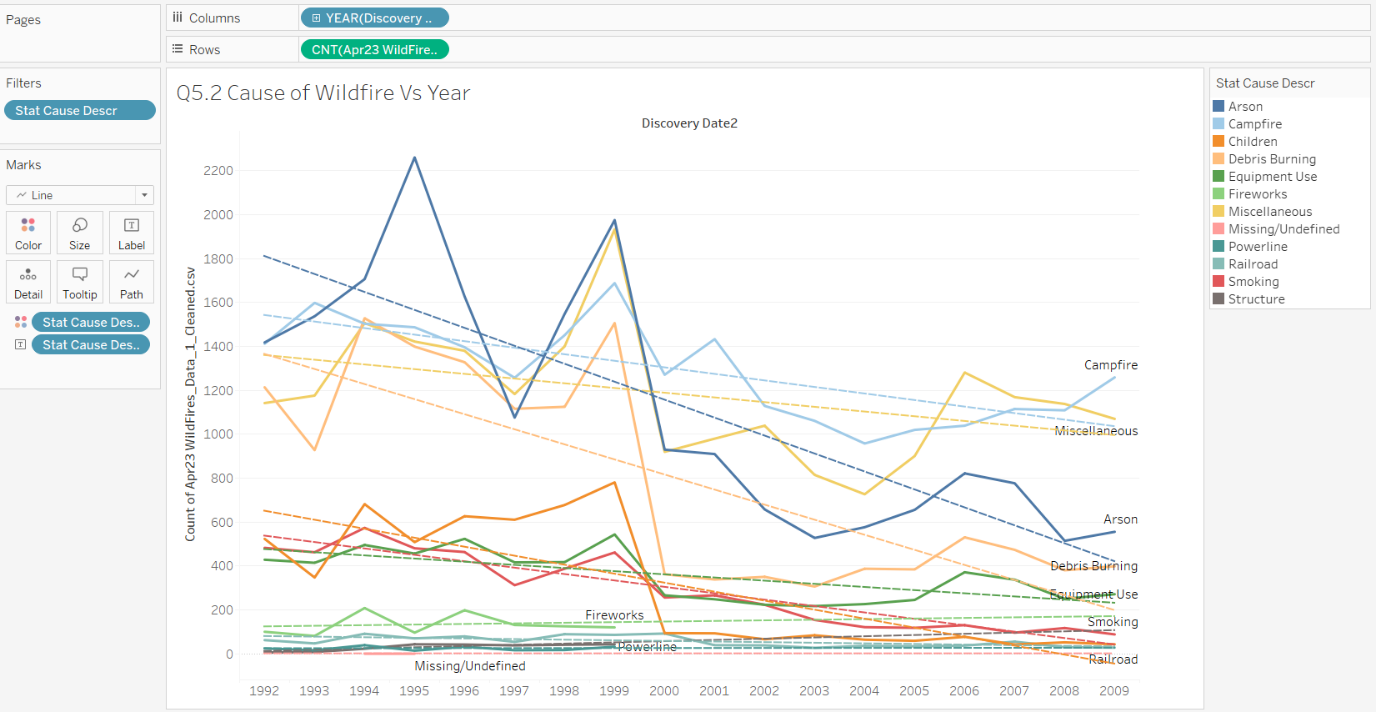 Pages
Columns
YEAR(Discovery ..
Rows
CNT(Apr23 WildFire..
Filters
Stat Cause Descr
Marks
Line
Color
Size
Label
Detail
Tooltip
Path
Stat Cause Des..
Stat Cause Des..
Q5.2 Cause of Wildfire Vs Year
Discovery Date2
Count of Apr23 WildFires_Data_1_Cleaned.csv
2200
2000
1800
1600
1400
1200
1000
800
600
400
200
0
Campfire
Miscellaneous
Arson
Debris Burning
Equipment Use
Fireworks
Smoking
Powerline
Railroad
Missing/Undefined
1992 1993 1994 1995 1996 1997 1998 1999 2000 2001 2002 2003 2004 2005 2006 2007 2008 2009
Stat Cause Descr
Arson
Campfire
Children
Debris Burning
Equipment Use
Fireworks
Miscellaneous
Missing/Undefined
Powerline
Railroad
Smoking
Structure